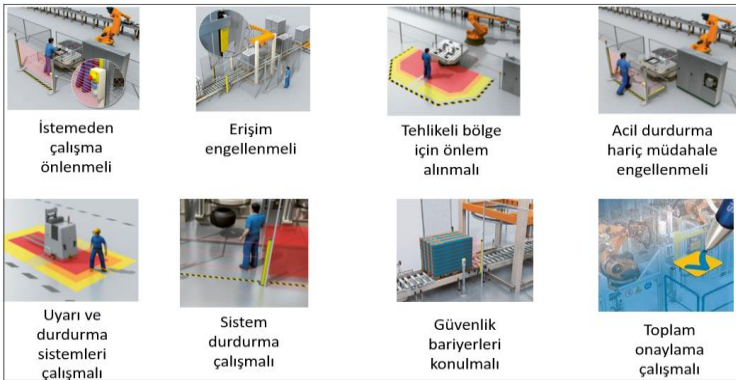 İstemeden
çalışma
önlenmeli
Erişim
engellenmeli
Tehlikeli bölge
için önlem
alınmalı
Acil durdurma
hariç müdahale
engellenmeli
Uyarı ve
durdurma
sistemleri
çalışmalı
Sistem
durdurma
çalışmalı
Güvenlik
bariyerleri
konulmalı
Toplam
onaylama
çalışmalı